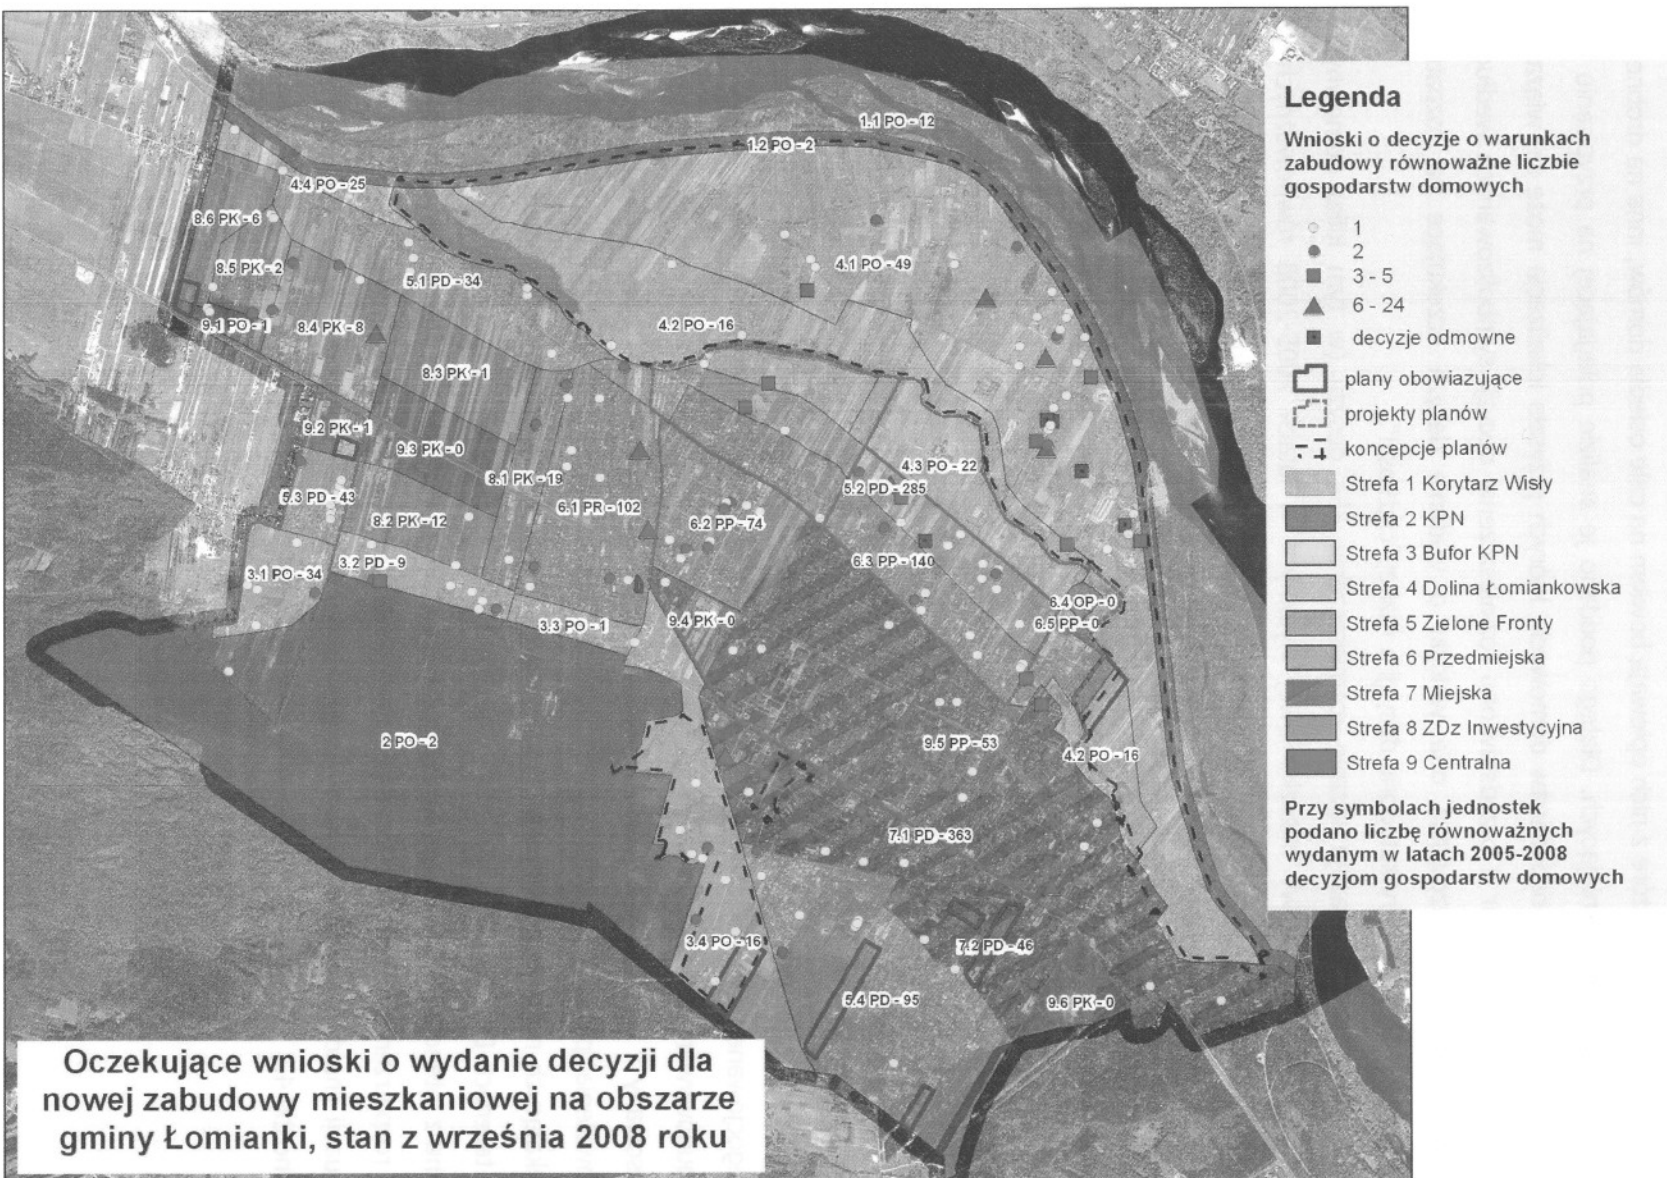 1.1 PO - 12
1.2 PO - 2
4.4 PO - 25
8.6 PK - 6
8.5 PK - 2
5.1 PD - 34
4.1 PO - 49
9.1 PO - 1
8.4 PK - 8
4.2 PO - 16
8.3 PK - 1
9.2 PK - 1
9.3 PK - 0
8.1 PK - 19
4.3 PO - 22
5.3 PD - 43
5.2 PD - 285
8.2 PK - 12
6.1 PR - 102
6.2 PP - 74
3.2 PD - 9
6.3 PP - 140
3.1 PO - 34
6.4 OP - 0
3.3 PO - 1
9.4 PK - 0
6.5 PP - 0
2 PO - 2
9.5 PP - 53
4.2 PO - 16
7.1 PD - 363
3.4 PO - 16
7.2 PD - 46
5.4 PD - 95
9.6 PK - 0
Legenda
Wnioski o decyzje o warunkach
zabudowy równoważne liczbie
gospodarstw domowych
1
2
3 - 5
6 - 24
decyzje odmowne
plany obowiazujące
projekty planów
koncepcje planów
Strefa 1 Korytarz Wisły
Strefa 2 KPN
Strefa 3 Bufor KPN
Strefa 4 Dolina Łomiankowska
Strefa 5 Zielone Fronty
Strefa 6 Przedmiejska
Strefa 7 Miejska
Strefa 8 ZDz Inwestycyjna
Strefa 9 Centralna
Przy symbolach jednostek
podano liczbę równoważnych
wydanym w latach 2005-2008
decyzjom gospodarstw domowych
Oczekujące wnioski o wydanie decyzji dla
nowej zabudowy mieszkaniowej na obszarze
gminy Łomianki, stan z września 2008 roku